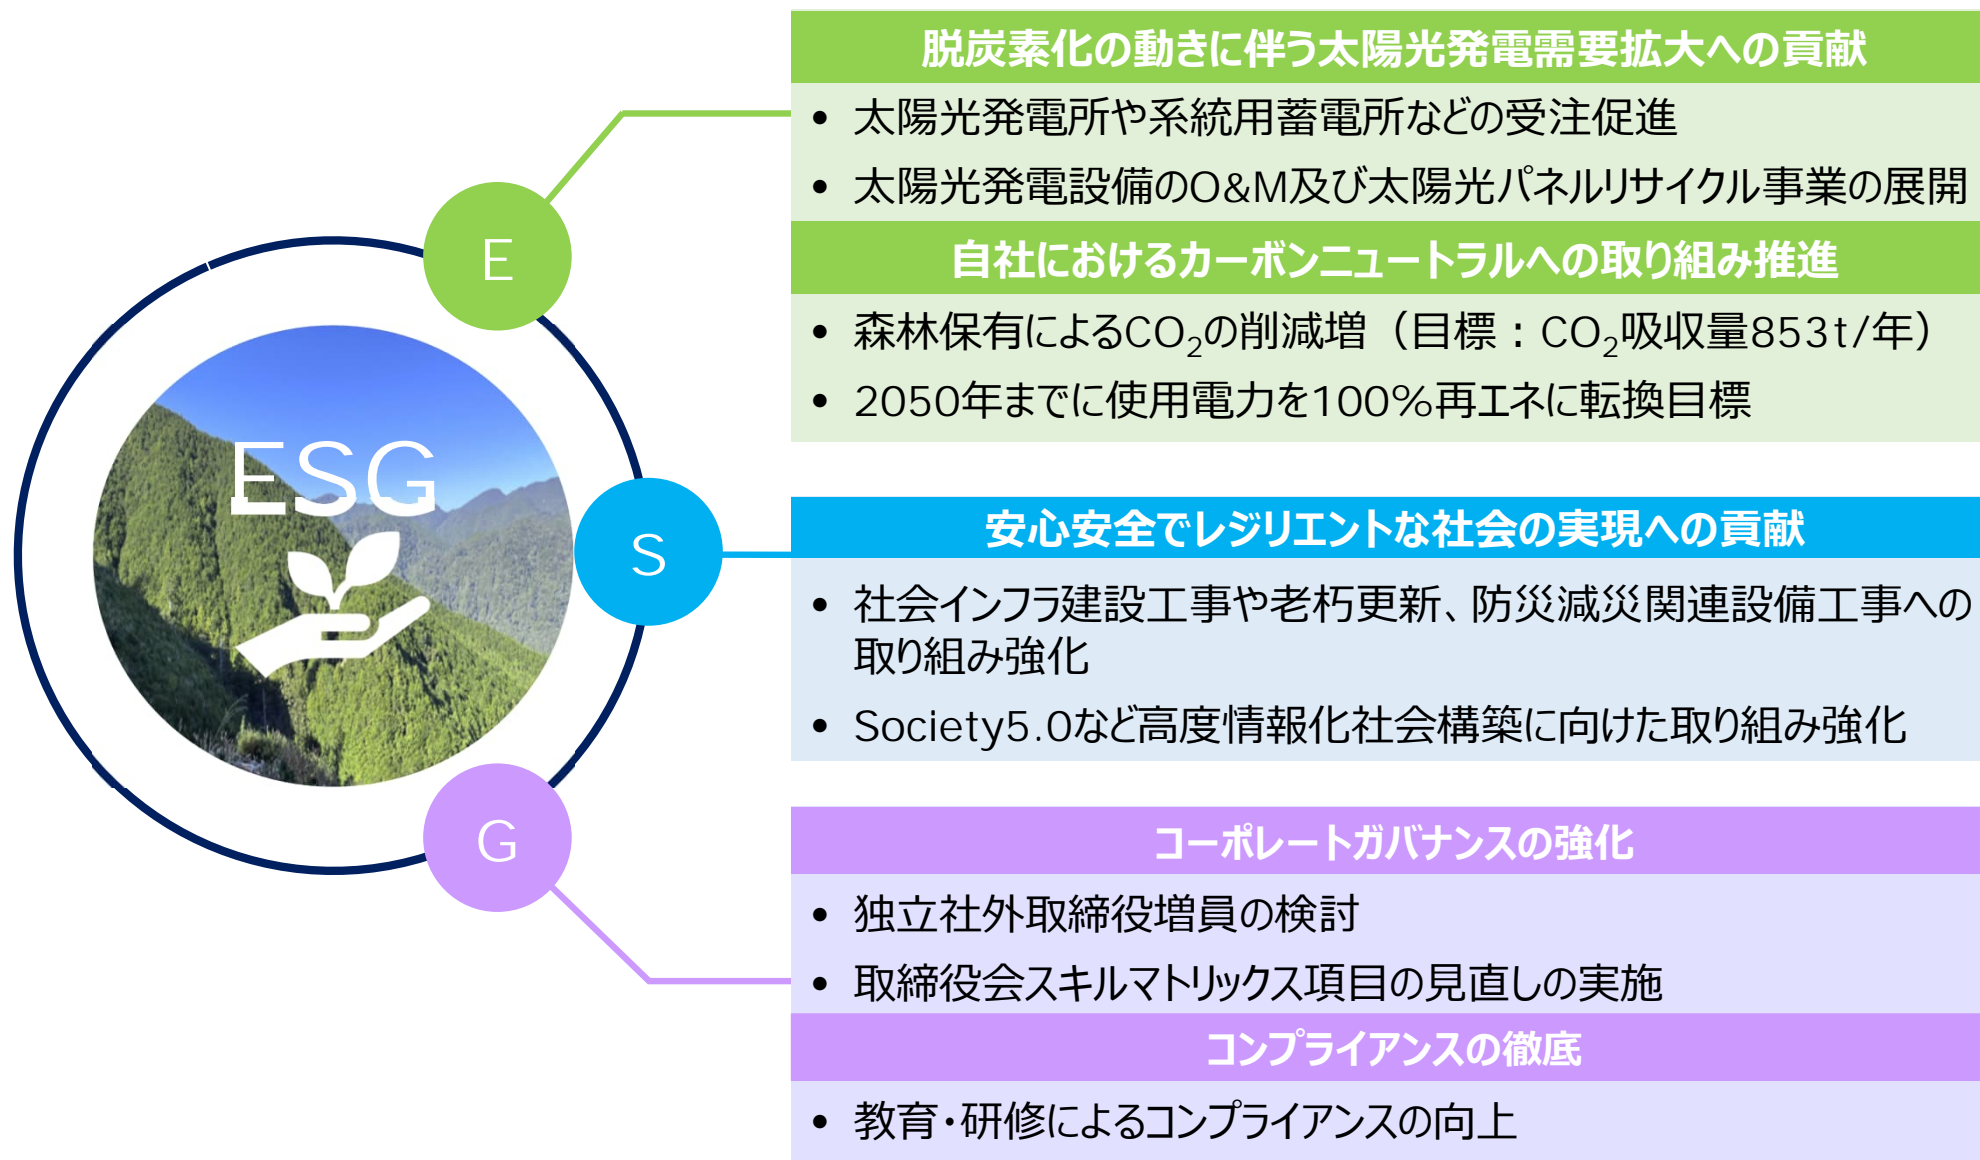 ESG
E
脱炭素化の動きに伴う太陽光発電需要拡大への貢献
• 太陽光発電所や系統用蓄電所などの受注促進
• 太陽光発電設備のO&M及び太陽光パネルリサイクル事業の展開
自社におけるカーボンニュートラルへの取り組み推進
• 森林保有によるCO₂の削減増（目標：CO₂吸収量853t/年）
• 2050年までに使用電力を100%再エネに転換目標
S
安心安全でレジリエントな社会の実現への貢献
• 社会インフラ建設工事や老朽更新、防災減災関連設備工事への
取り組み強化
• Society5.0など高度情報化社会構築に向けた取り組み強化
G
コーポレートガバナンスの強化
• 独立社外取締役増員の検討
• 取締役会スキルマトリックス項目の見直しの実施
コンプライアンスの徹底
• 教育・研修によるコンプライアンスの向上